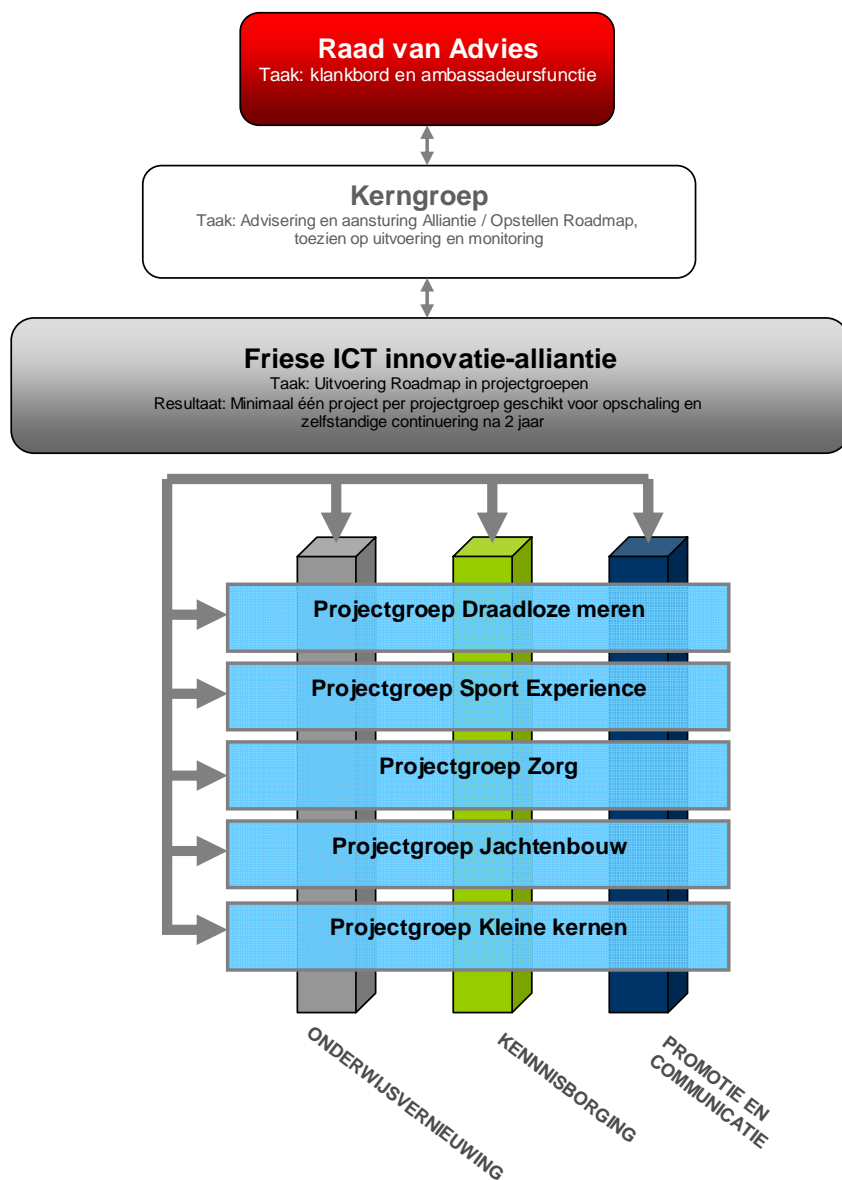 Raad van Advies
Taak: klankbord en ambassadeursfunctie
Kerngroep
Taak: Advisering en aansturing Alliantie / Opstellen Roadmap,
toezien op uitvoering en monitoring
Friese ICT innovatie-alliantie
Taak: Uitvoering Roadmap in projectgroepen
Resultaat: Minimaal één project per projectgroep geschikt voor opschaling en
zelfstandige continuering na 2 jaar
Projectgroep Draadloze meren
Projectgroep Sport Experience
Projectgroep Zorg
Projectgroep Jachtenbouw
Projectgroep Kleine kernen
ONDERWIJSVERNIEUWING
KENNNISBORGING
PROMOTIE EN
COMMUNICATIE